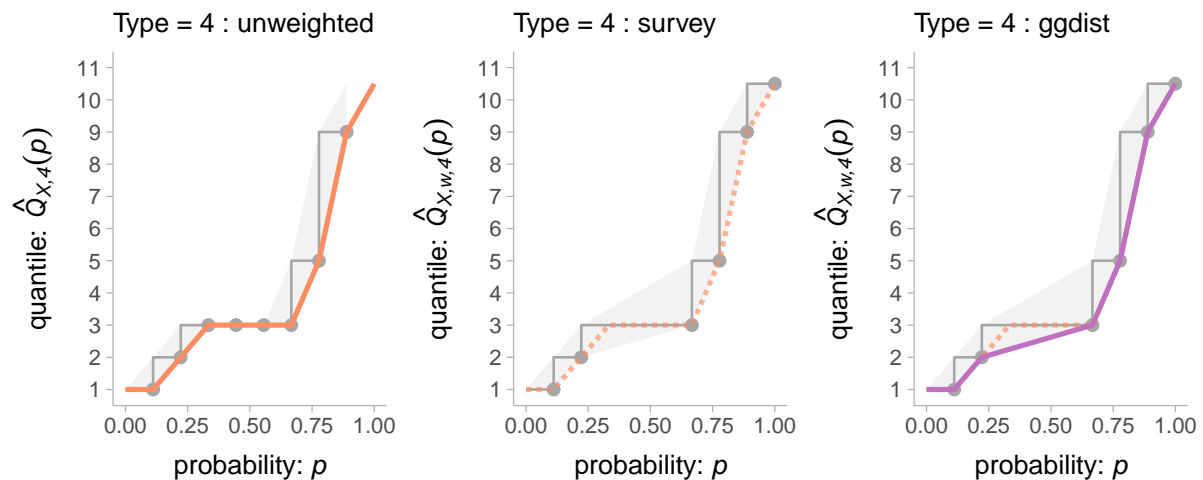 Type = 4 : unweighted
quantile: Q̂X,4(p)
11
10
9
8
7
6
5
4
3
2
1
0.00 0.25 0.50 0.75 1.00
probability: p
Type = 4 : survey
quantile: Q̂X,w,4(p)
11
10
9
8
7
6
5
4
3
2
1
0.00 0.25 0.50 0.75 1.00
probability: p
Type = 4 : ggdist
quantile: Q̂X,w,4(p)
11
10
9
8
7
6
5
4
3
2
1
0.00 0.25 0.50 0.75 1.00
probability: p